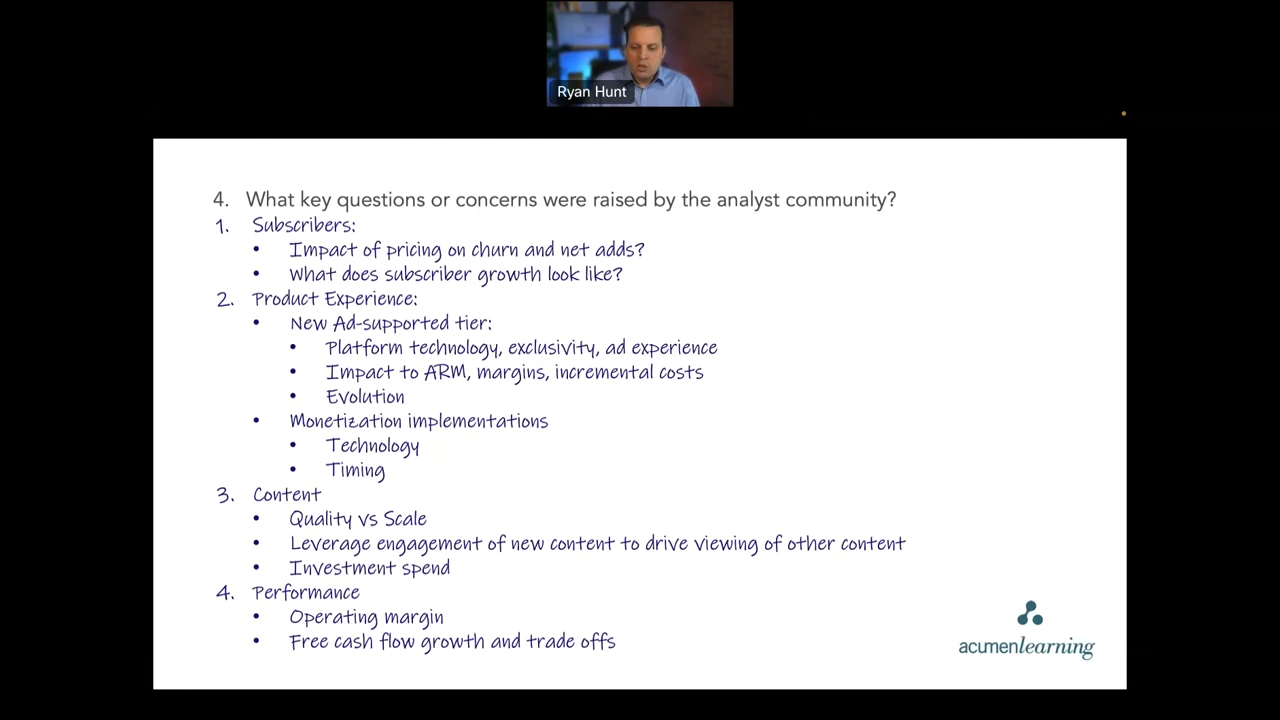 Ryan Hunt
4. What key questions or concerns were raised by the analyst community?
1. Subscribers:
• Impact of pricing on churn and net adds?
• What does subscriber growth look like?
2. Product Experience:
• New Ad-supported tier:
• Platform technology, exclusivity, ad experience
• Impact to ARM, margins, incremental costs
• Evolution
• Monetization implementations
• Technology
• Timing
3. Content
• Quality vs Scale
• Leverage engagement of new content to drive viewing of other content
• Investment spend
4. Performance
• Operating margin
• Free cash flow growth and trade offs
acumenlearning